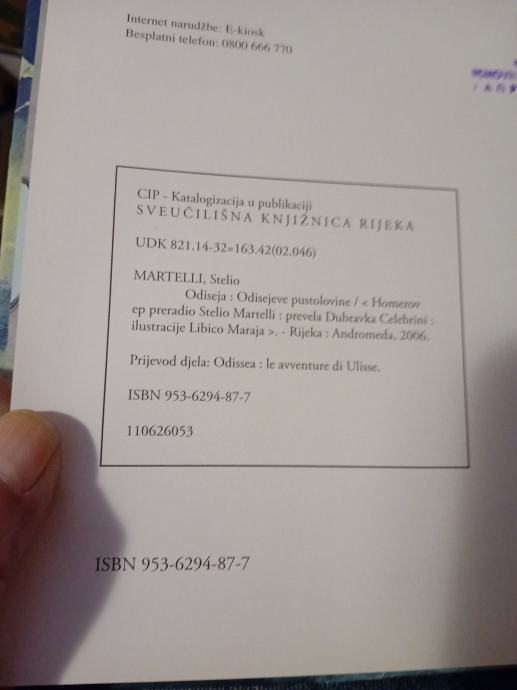 Internet narudžbe: E-kiosk
Besplatni telefon: 0800 666 770
CIP - Katalogizacija u publikaciji
SVEUČILIŠNA KNJIŽNICA RIJEKA
UDK 821.14-32=163.42(02.046)
MARTELLI, Stelio
Odiseja : Odisejeve pustolovine / < Homerov
ep preradio Stelio Martelli ; prevela Dubravka Celebrini ;
ilustracije Libico Maraja >. - Rijeka : Andromeda, 2006.
Prijevod djela: Odissea : le avventure di Ulisse.
ISBN 953-6294-87-7
110626053
ISBN 953-6294-87-7